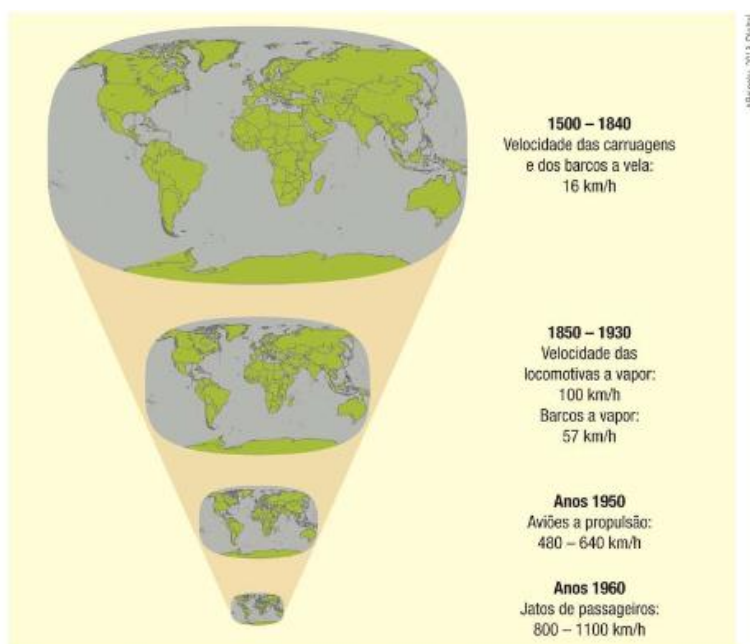 1500 – 1840
Velocidade das carruagens
e dos barcos a vela:
16 km/h
1850 – 1930
Velocidade das
locomotivas a vapor:
100 km/h
Barcos a vapor:
57 km/h
Anos 1950
Aviões a propulsão:
480 – 640 km/h
Anos 1960
Jatos de passageiros:
800 – 1100 km/h